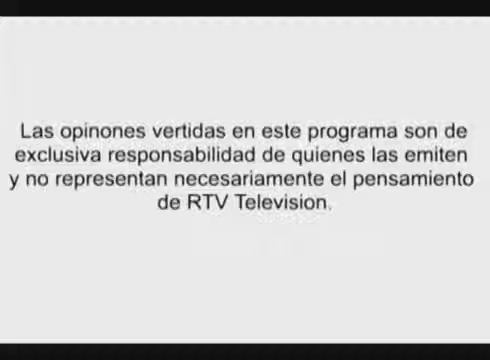 Las opinones vertidas en este programa son de
exclusiva responsabilidad de quienes las emiten
y no representan necesariamente el pensamiento
de RTV Television.